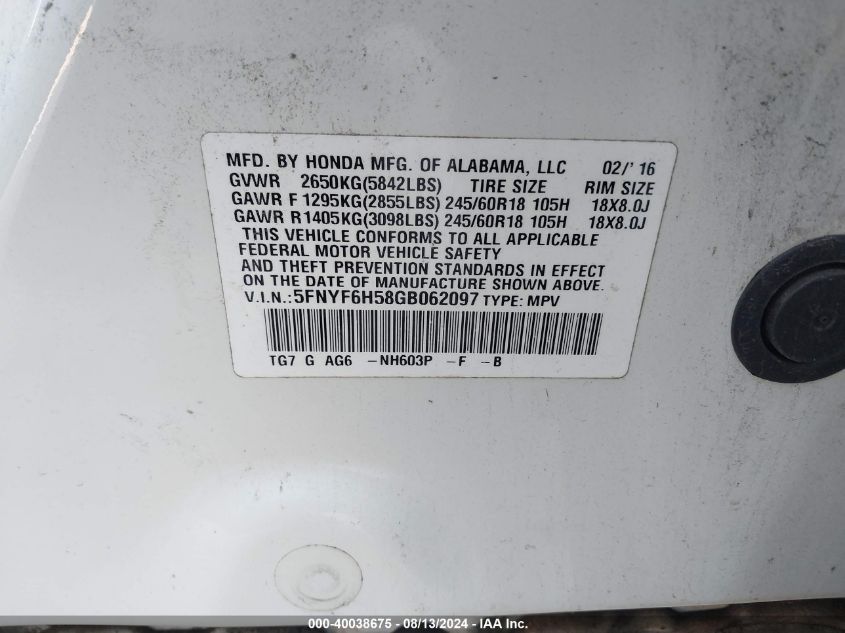 MFD. BY HONDA MFG. OF ALABAMA, LLC 02/' 16
GVWR 2650KG(5842LBS) TIRE SIZE RIM SIZE
GAWR F 1295KG(2855LBS) 245/60R18 105H 18X8.0J
GAWR R1405KG(3098LBS) 245/60R18 105H 18X8.0J
THIS VEHICLE CONFORMS TO ALL APPLICABLE
FEDERAL MOTOR VEHICLE SAFETY
AND THEFT PREVENTION STANDARDS IN EFFECT
ON THE DATE OF MANUFACTURE SHOWN ABOVE.
V.I.N.:5FNYF6H58GB062097 TYPE: MPV
TG7 G AG6 -NH603P -F -B
000-40038675 - 08/13/2024 - IAA Inc.